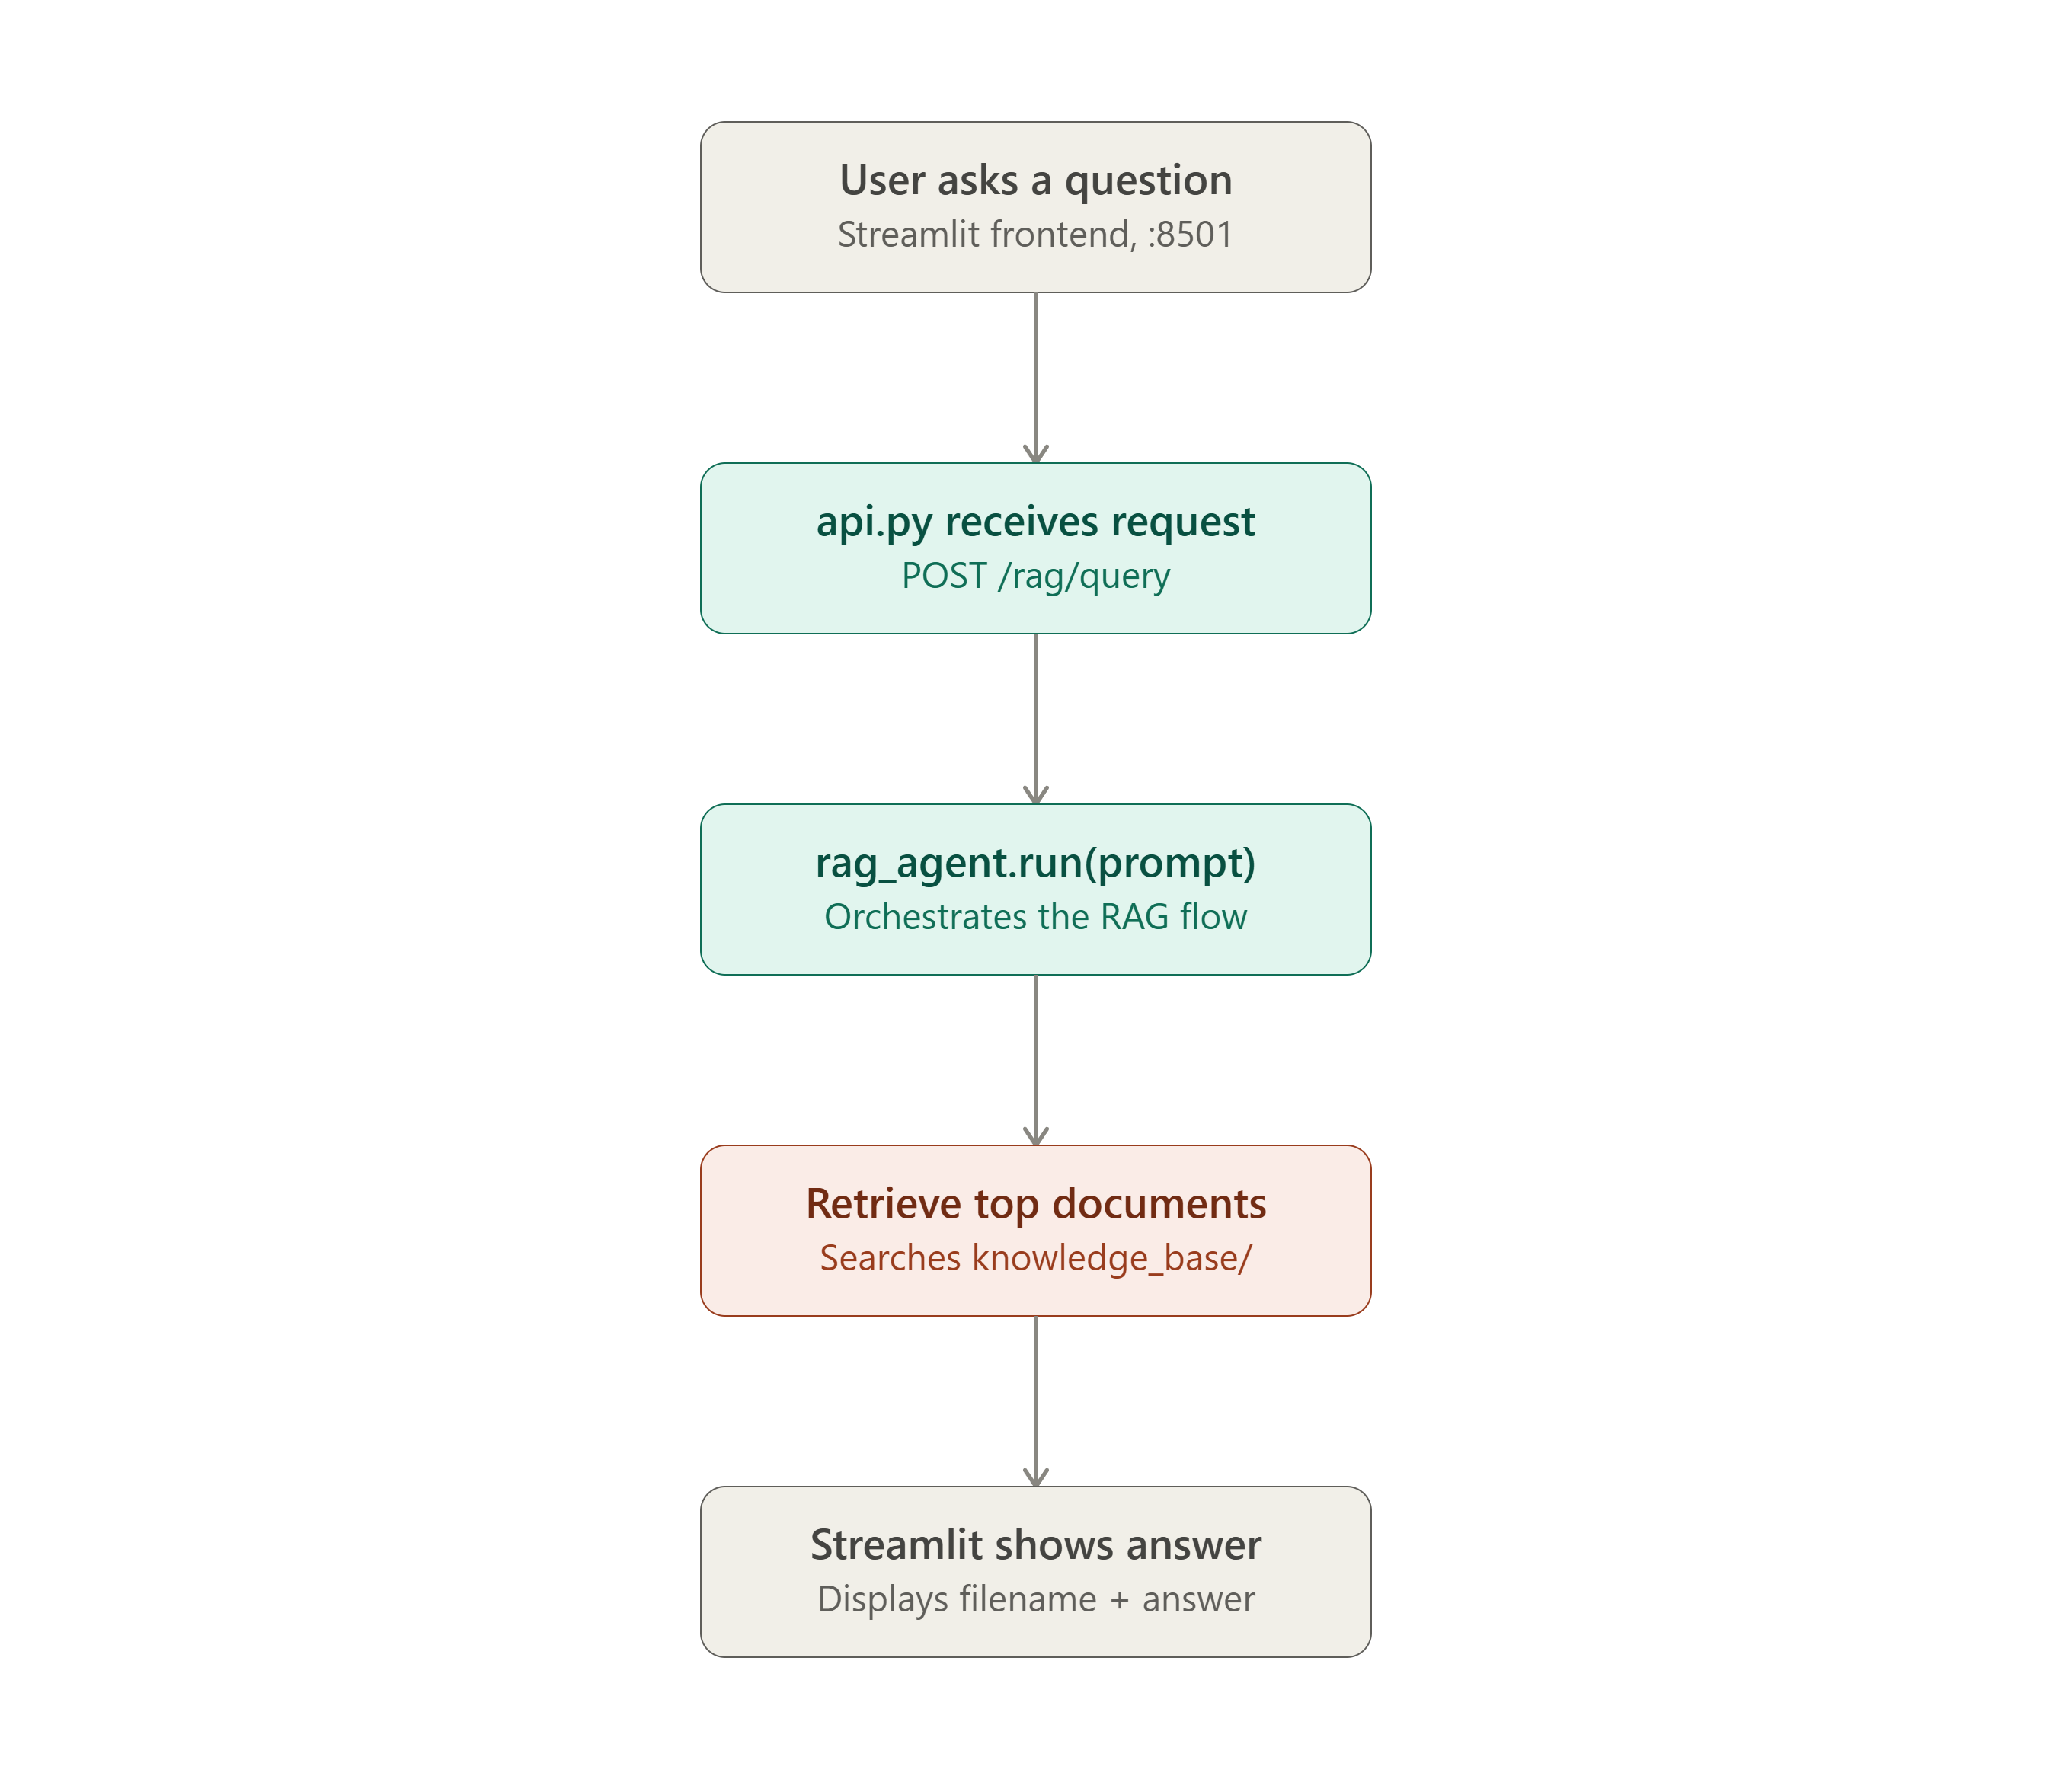 User asks a question
Streamlit frontend, :8501
api.py receives request
POST /rag/query
rag_agent.run(prompt)
Orchestrates the RAG flow
Retrieve top documents
Searches knowledge_base/
Streamlit shows answer
Displays filename + answer